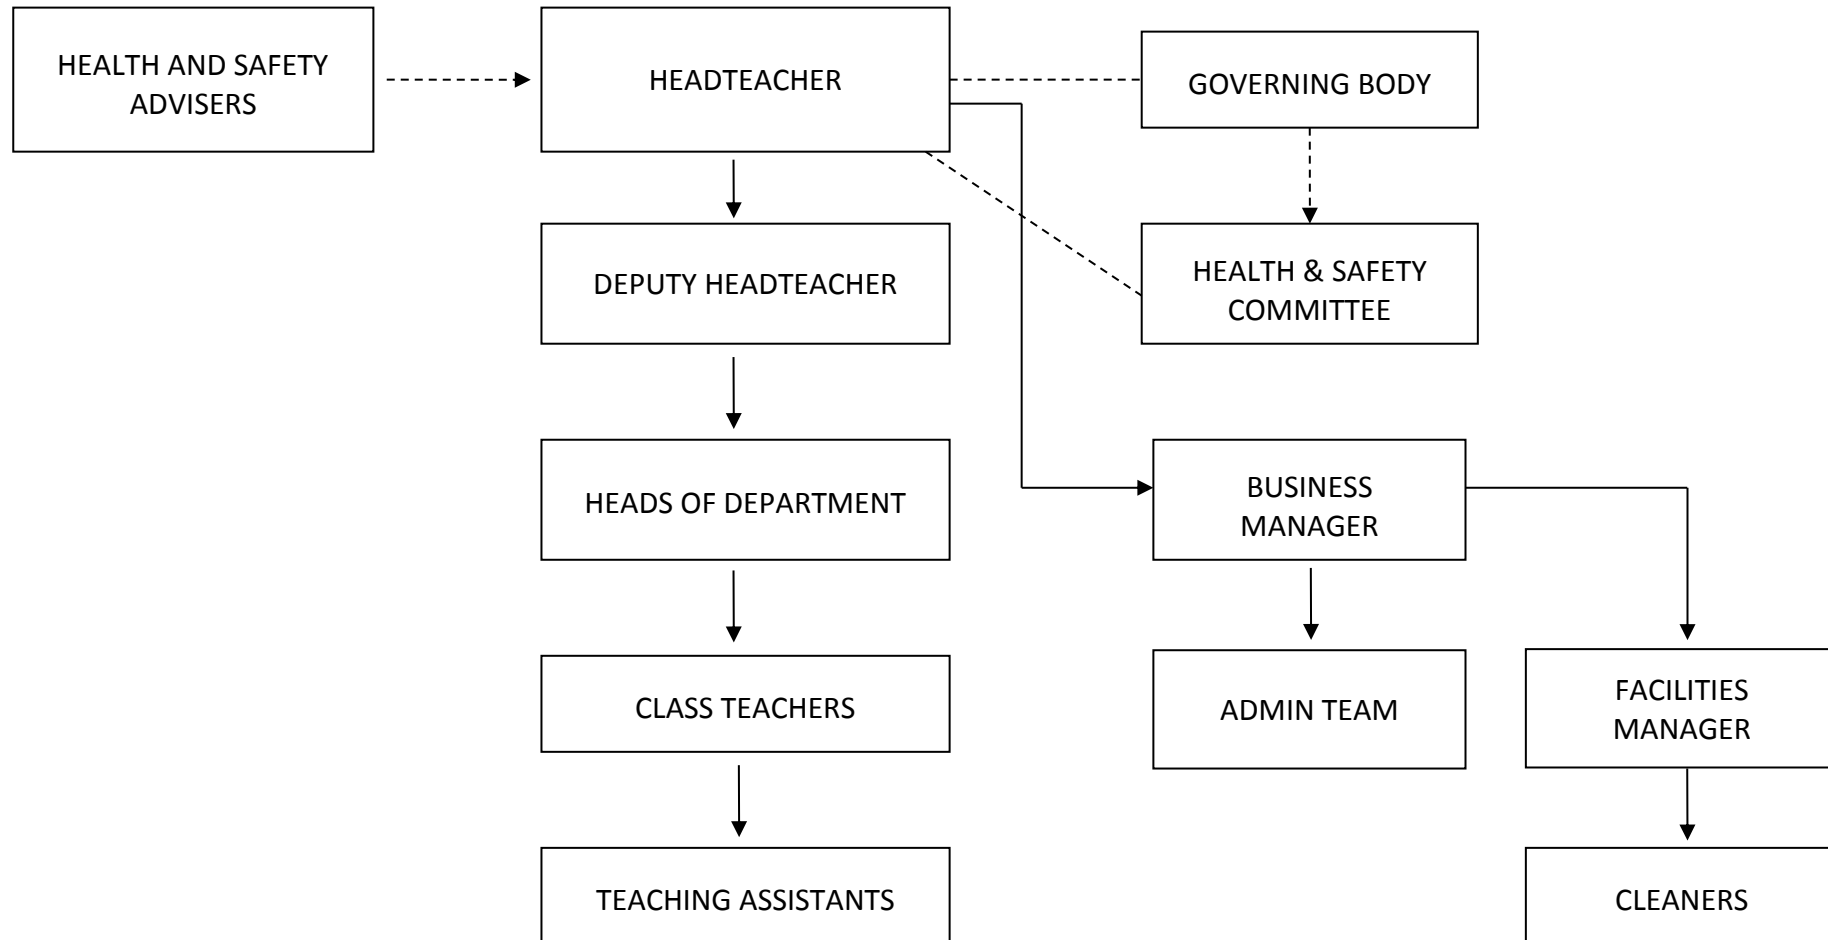 HEALTH AND SAFETY
ADVISERS
HEADTEACHER
GOVERNING BODY
DEPUTY HEADTEACHER
HEALTH & SAFETY
COMMITTEE
HEADS OF DEPARTMENT
BUSINESS
MANAGER
CLASS TEACHERS
ADMIN TEAM
FACILITIES
MANAGER
TEACHING ASSISTANTS
CLEANERS